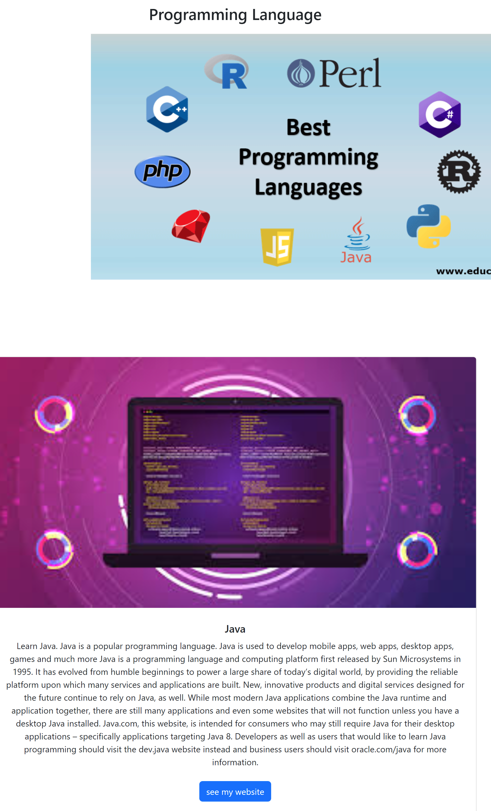 Programming Language
R
Perl
C++
C#
Best
Programming
Languages
php
R
JS
Java
www.educ
Java
Learn Java. Java is a popular programming language. Java is used to develop mobile apps, web apps, desktop apps,
games and much more Java is a programming language and computing platform first released by Sun Microsystems in
1995. It has evolved from humble beginnings to power a large share of today's digital world, by providing the reliable
platform upon which many services and applications are built. New, innovative products and digital services designed for
the future continue to rely on Java, as well. While most modern Java applications combine the Java runtime and
application together, there are still many applications and even some websites that will not function unless you have a
desktop Java installed. Java.com, this website, is intended for consumers who may still require Java for their desktop
applications – specifically applications targeting Java 8. Developers as well as users that would like to learn Java
programming should visit the dev.java website instead and business users should visit oracle.com/java for more
information.
see my website